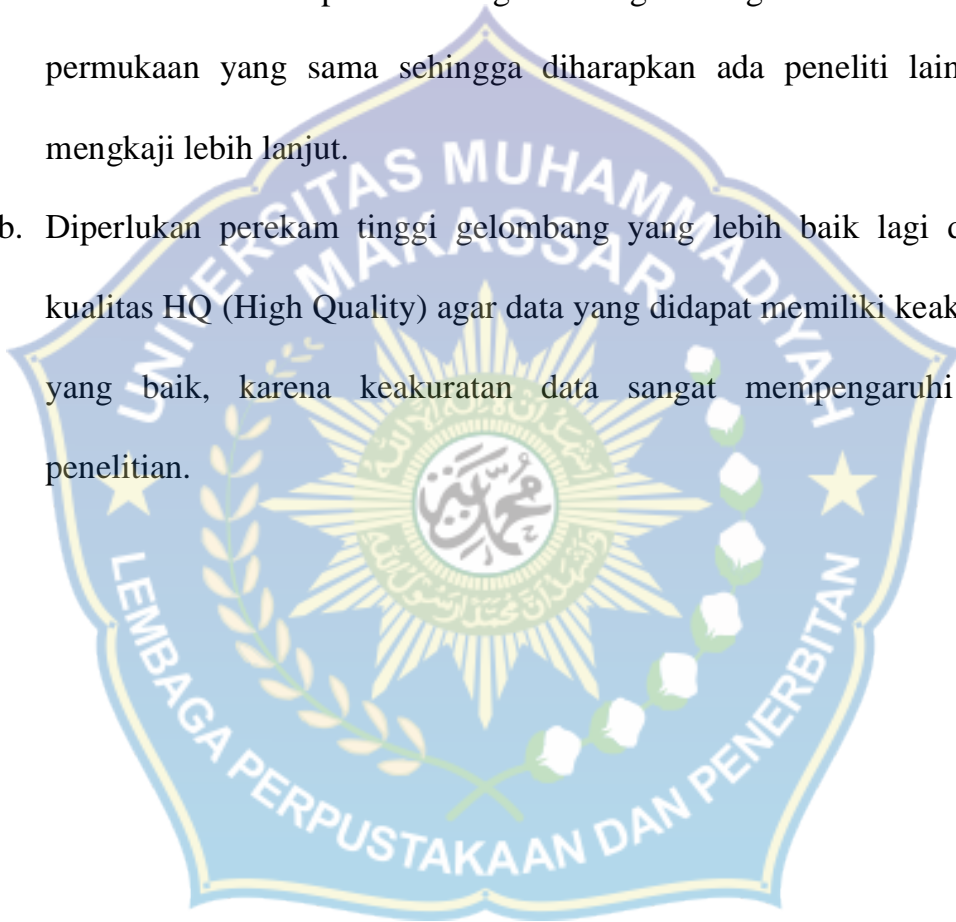 permukaan yang sama sehingga diharapkan ada peneliti lain
mengkaji lebih lanjut.
b. Diperlukan perekam tinggi gelombang yang lebih baik lagi
kualitas HQ (High Quality) agar data yang didapat memiliki
yang baik, karena keakuratan data sangat mempengaruhi
penelitian.
UNIVERSITAS MUHAMMADIYAH
MAKASSAR
LEMBAGA PERPUSTAKAAN DAN PENERBITAN